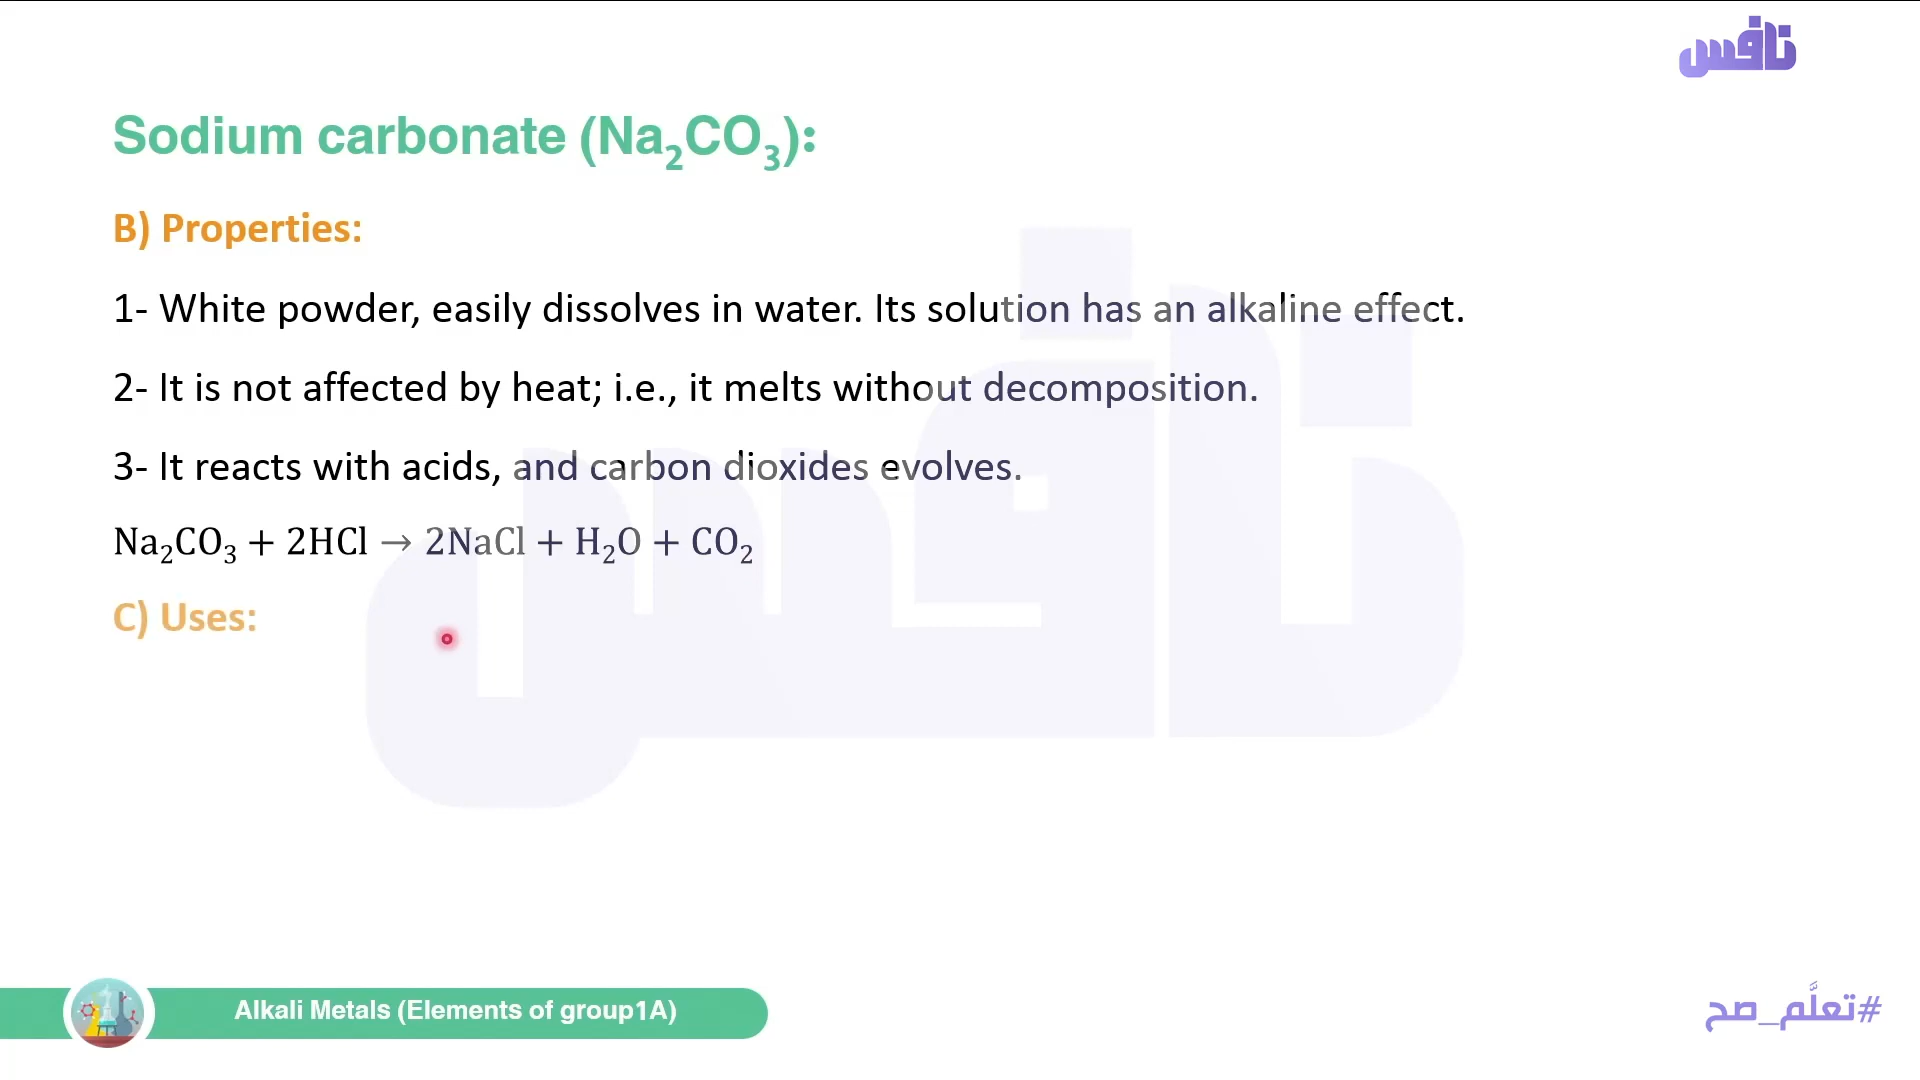 نافس
Sodium carbonate (Na₂CO₃):
B) Properties:
1- White powder, easily dissolves in water. Its solution has an alkaline effect.
2- It is not affected by heat; i.e., it melts without decomposition.
3- It reacts with acids, and carbon dioxides evolves.
Na₂CO₃ + 2HCl → 2NaCl + H₂O + CO₂
C) Uses:
Alkali Metals (Elements of group1A)
#تعلَّم_صح